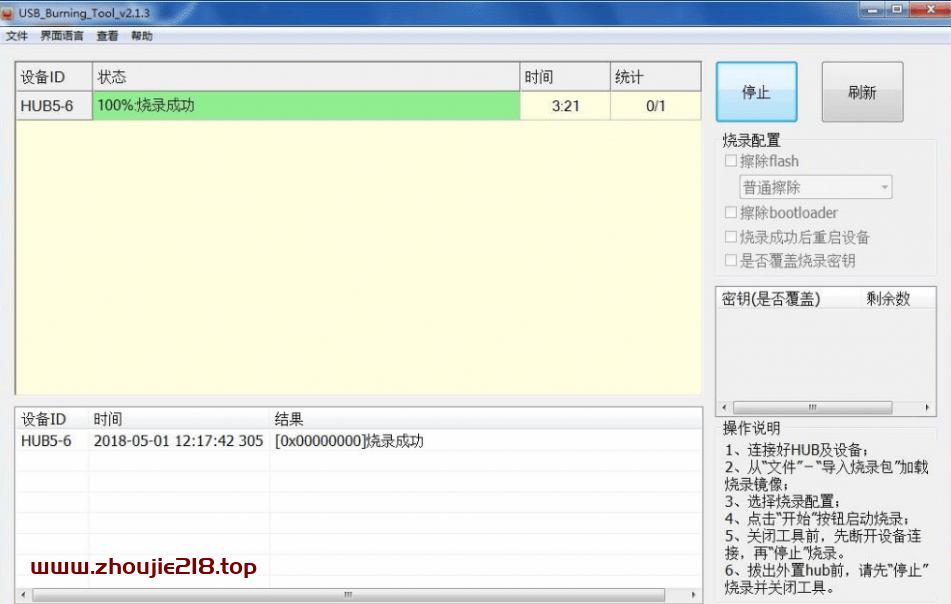 USB_Burning_Tool_v2.1.3
文件 界面语言 查看 帮助
设备ID 状态 时间 统计
HUB5-6 100%:烧录成功 3:21 0/1
停止 刷新
烧录配置
擦除flash
普通擦除
擦除bootloader
烧录成功后重启设备
是否覆盖烧录密钥
密钥(是否覆盖) 剩余数
设备ID 时间 结果
HUB5-6 2018-05-01 12:17:42 305 [0x00000000]烧录成功
操作说明
1、连接好HUB及设备；
2、从“文件”-“导入烧录包”加载
烧录镜像；
3、选择烧录配置；
4、点击“开始”按钮启动烧录；
5、关闭工具前，先断开设备连
接，再“停止”烧录。
6、拔出外置hub前，请先“停止”
烧录并关闭工具。
www.zhoujie218.top